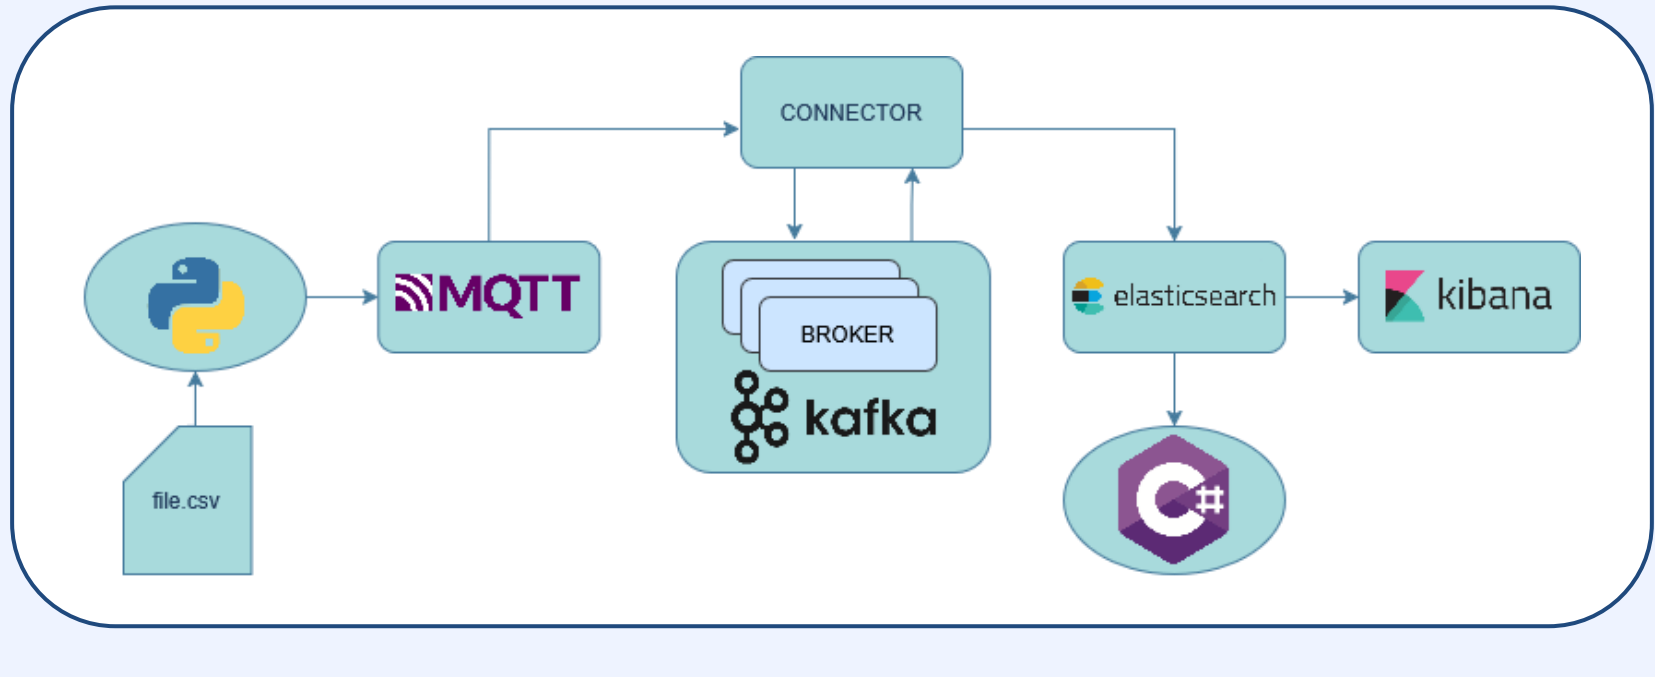 CONNECTOR
MQTT
BROKER
kafka
elasticsearch
kibana
file.csv
C#